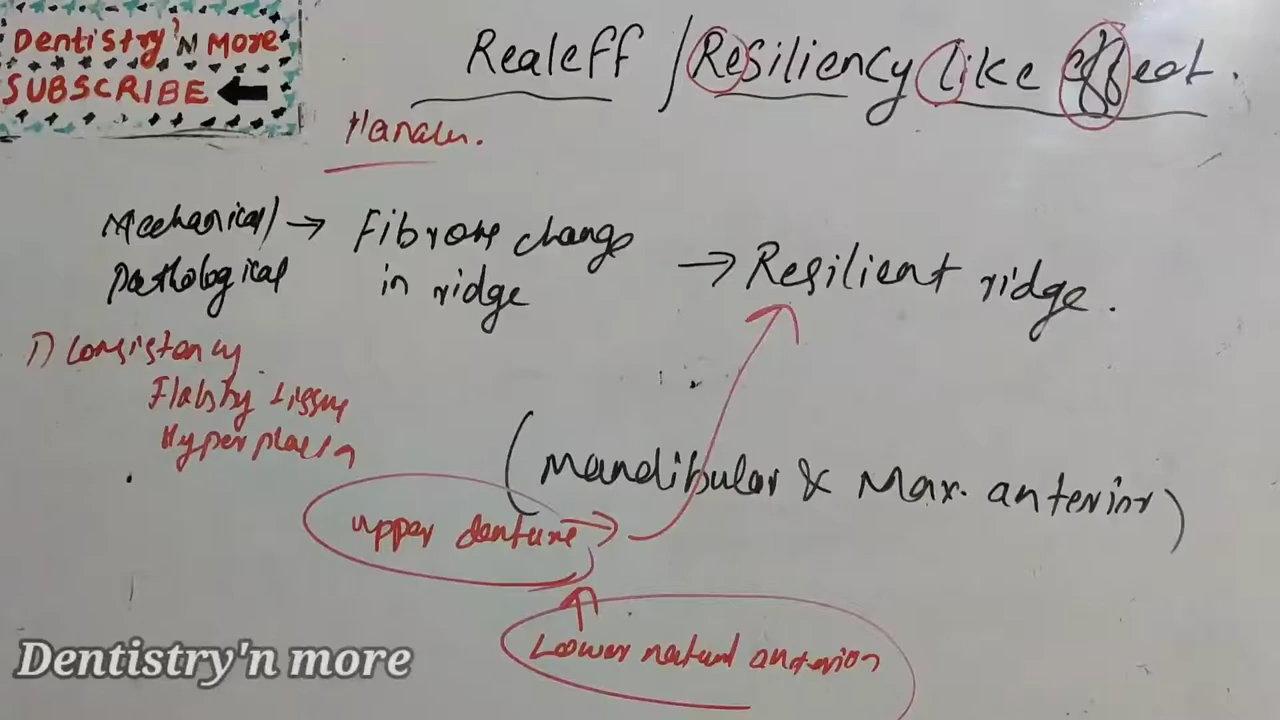 Dentistry'N More
SUBSCRIBE
Realeff / Resiliency like effect.
Hanau.
Mechanical/ → Fibrous change → Resilient ridge.
Pathological in ridge
1) Consistency
Flabby tissue
Hyperplasia
(Mandibular & Max. anterior)
upper denture →
Lower natural anterior
Dentistry'n more